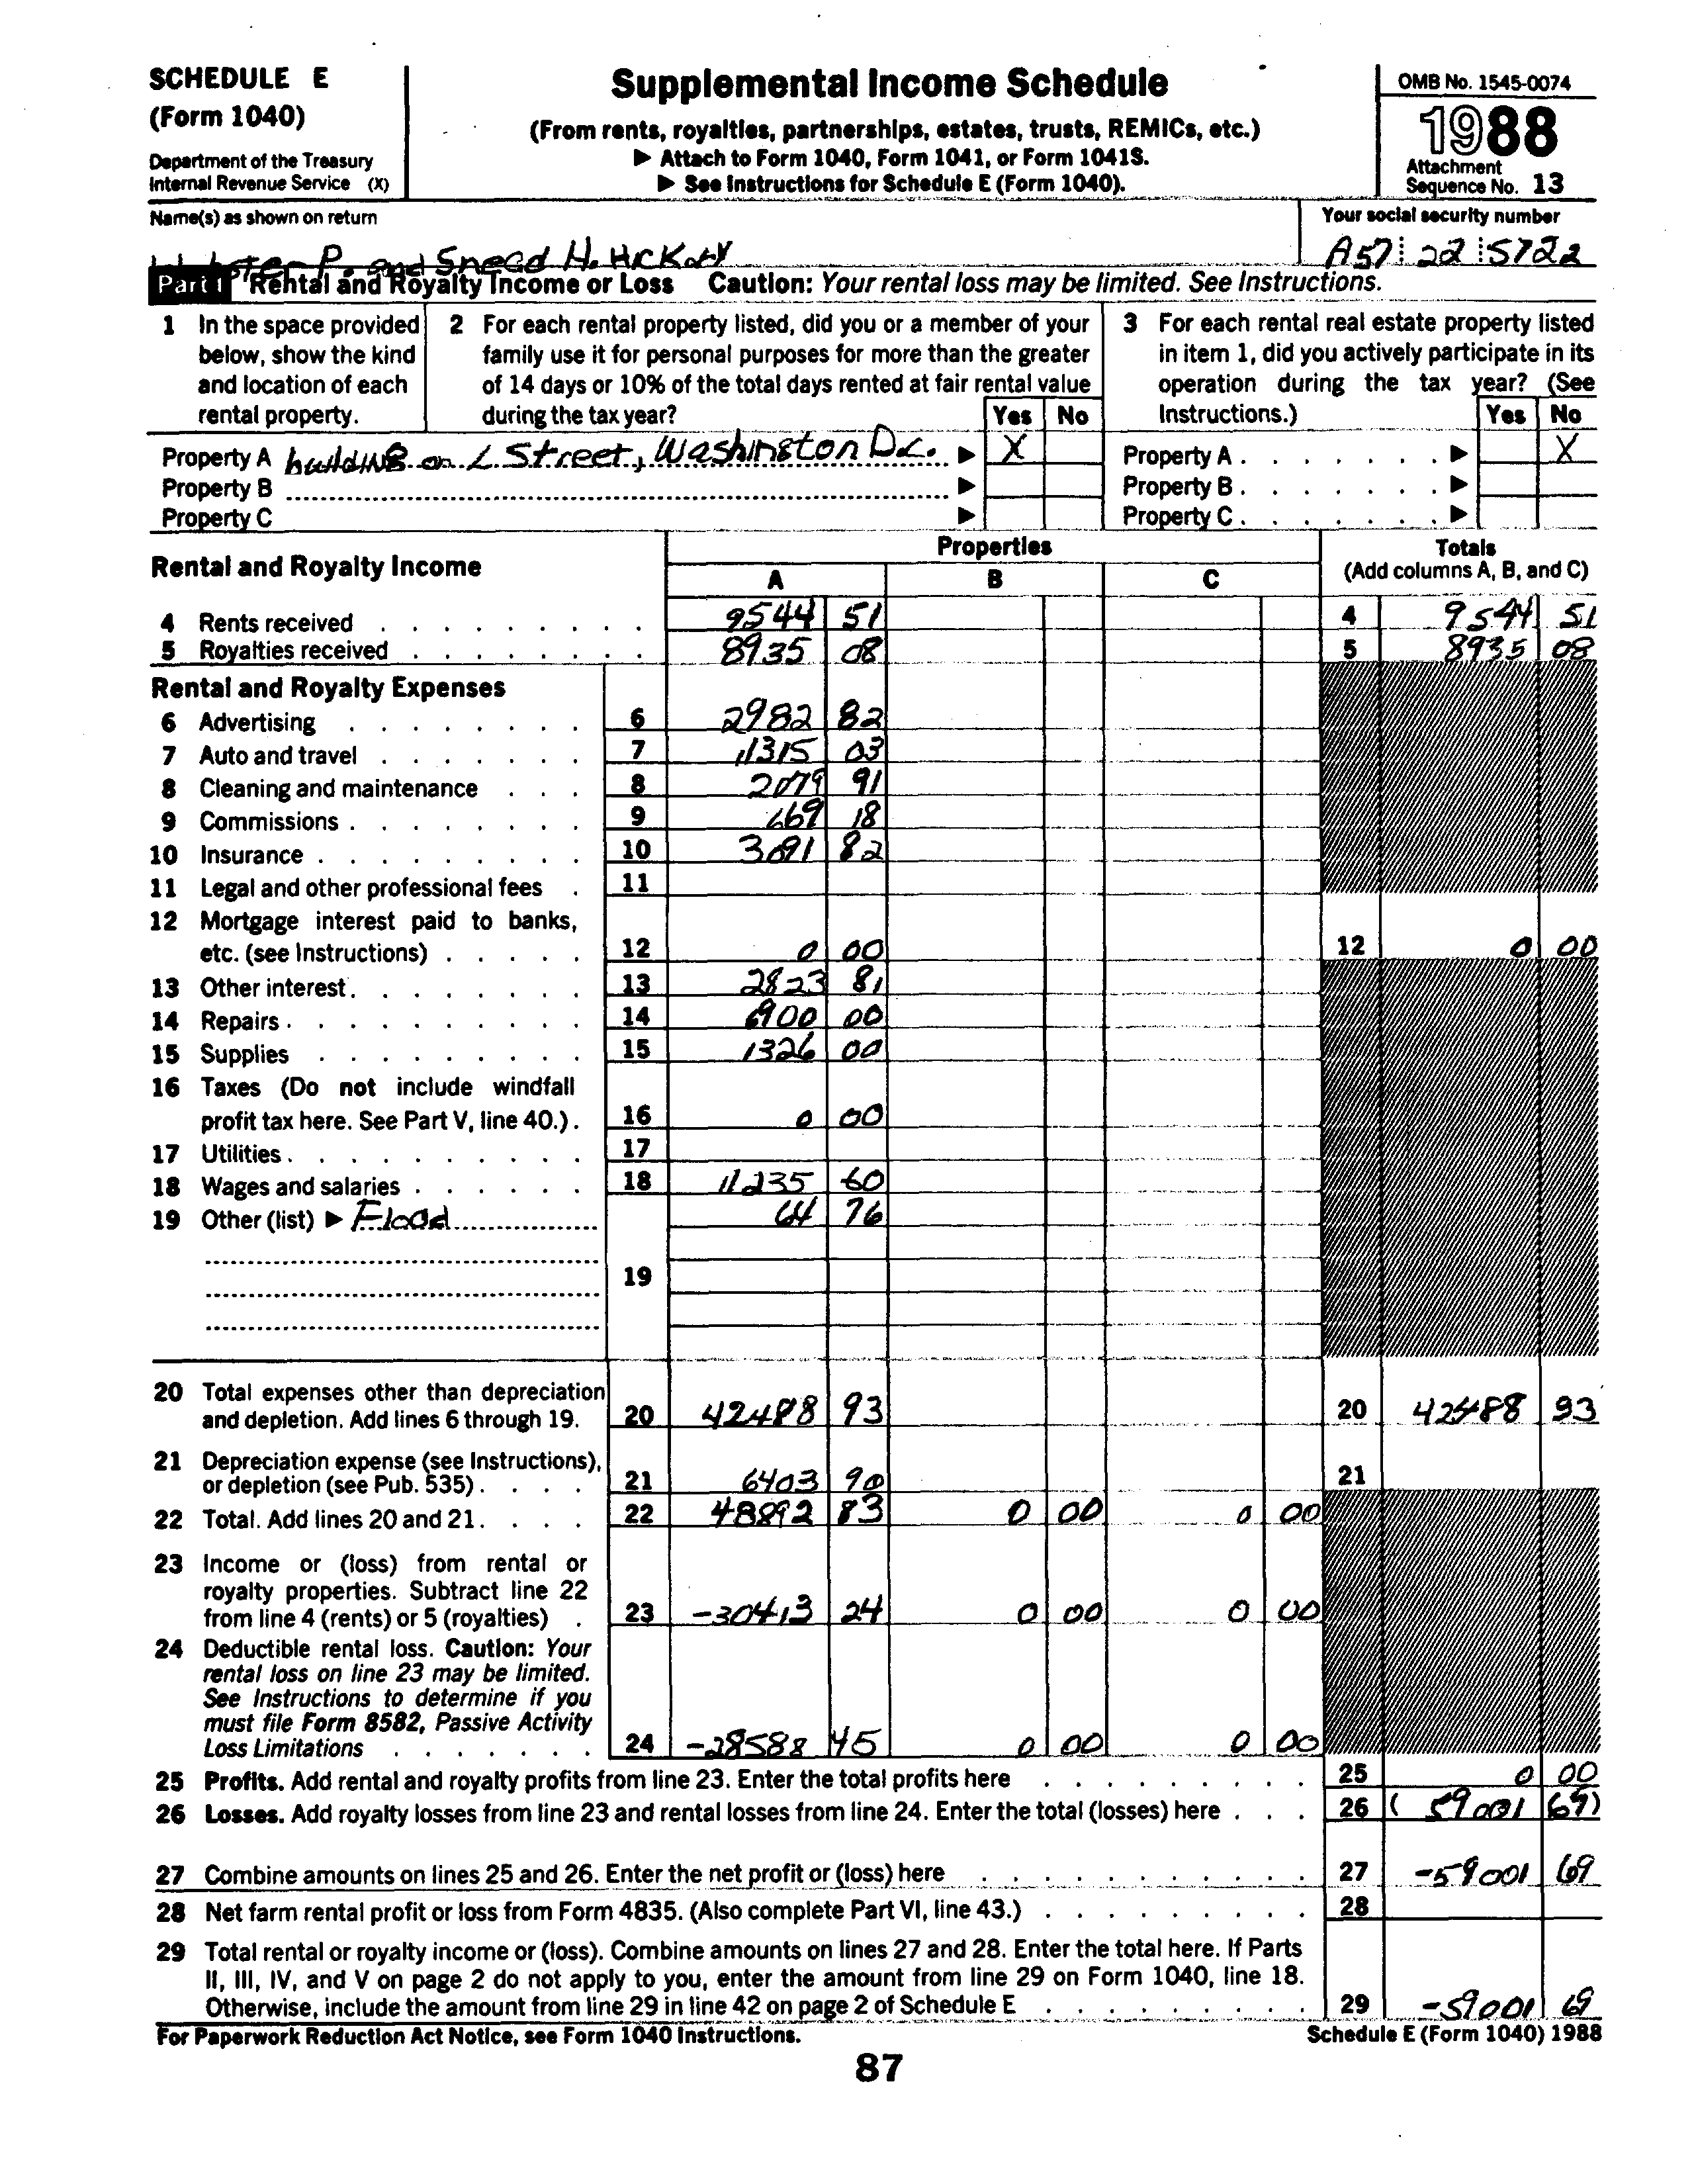 SCHEDULE E
(Form 1040)
Department of the Treasury
Internal Revenue Service (X)
Supplemental Income Schedule
(From rents, royalties, partnerships, estates, trusts, REMICs, etc.)
▶ Attach to Form 1040, Form 1041, or Form 1041S.
▶ See Instructions for Schedule E (Form 1040).
OMB No. 1545-0074
1988
Attachment
Sequence No. 13
Name(s) as shown on return
P. and Snead H. Hickory
Your social security number
A57 22 5722
Part I Rental and Royalty Income or Loss Caution: Your rental loss may be limited. See Instructions.
1 In the space provided
below, show the kind
and location of each
rental property.
2 For each rental property listed, did you or a member of your
family use it for personal purposes for more than the greater
of 14 days or 10% of the total days rented at fair rental value
during the tax year? Yes No
3 For each rental real estate property listed
in item 1, did you actively participate in its
operation during the tax year? (See
Instructions.) Yes No
Property A building on L Street, Washington D.C. ▶ X Property A ▶ X
Property B ▶ Property B ▶
Property C ▶ Property C ▶
Rental and Royalty Income
Properties
A B C
Totals
(Add columns A, B, and C)
4 Rents received 9544 51 4 9544 51
5 Royalties received 8935 08 5 8935 08
Rental and Royalty Expenses
6 Advertising 6 2982 82
7 Auto and travel 7 11315 03
8 Cleaning and maintenance 8 2079 91
9 Commissions 9 669 18
10 Insurance 10 3091 82
11 Legal and other professional fees 11
12 Mortgage interest paid to banks,
etc. (see Instructions) 12 0 00 12 0 00
13 Other interest 13 2823 81
14 Repairs 14 6900 00
15 Supplies 15 1326 00
16 Taxes (Do not include windfall
profit tax here. See Part V, line 40.) 16 0 00
17 Utilities 17
18 Wages and salaries 18 11235 60
19 Other (list) ▶ Flood 64 76
19
20 Total expenses other than depreciation
and depletion. Add lines 6 through 19. 20 42488 93 20 42488 93
21 Depreciation expense (see Instructions),
or depletion (see Pub. 535) 21 6403 90 21
22 Total. Add lines 20 and 21 22 48892 83 0 00 0 00
23 Income or (loss) from rental or
royalty properties. Subtract line 22
from line 4 (rents) or 5 (royalties) 23 -30413 24 0 00 0 00
24 Deductible rental loss. Caution: Your
rental loss on line 23 may be limited.
See Instructions to determine if you
must file Form 8582, Passive Activity
Loss Limitations 24 -28588 45 0 00 0 00
25 Profits. Add rental and royalty profits from line 23. Enter the total profits here 25 0 00
26 Losses. Add royalty losses from line 23 and rental losses from line 24. Enter the total (losses) here 26 ( 59001 69)
27 Combine amounts on lines 25 and 26. Enter the net profit or (loss) here 27 -59001 69
28 Net farm rental profit or loss from Form 4835. (Also complete Part VI, line 43.) 28
29 Total rental or royalty income or (loss). Combine amounts on lines 27 and 28. Enter the total here. If Parts
II, III, IV, and V on page 2 do not apply to you, enter the amount from line 29 on Form 1040, line 18.
Otherwise, include the amount from line 29 in line 42 on page 2 of Schedule E 29 -59001 69
For Paperwork Reduction Act Notice, see Form 1040 Instructions. Schedule E (Form 1040) 1988
87